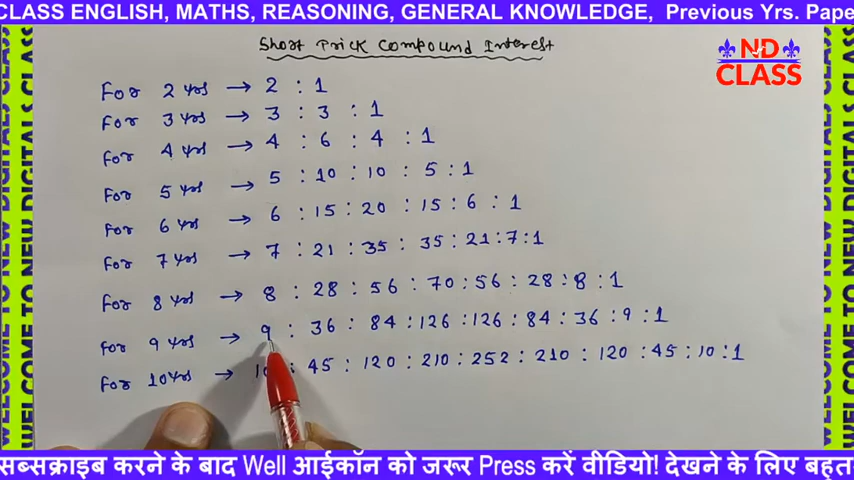 CLASS ENGLISH, MATHS, REASONING, GENERAL KNOWLEDGE, Previous Yrs. Pape
Short Trick Compound Interest
ND
CLASS
For 2 yrs → 2 : 1
For 3 yrs → 3 : 3 : 1
For 4 yrs → 4 : 6 : 4 : 1
For 5 yrs → 5 : 10 : 10 : 5 : 1
For 6 yrs → 6 : 15 : 20 : 15 : 6 : 1
For 7 yrs → 7 : 21 : 35 : 35 : 21 : 7 : 1
For 8 yrs → 8 : 28 : 56 : 70 : 56 : 28 : 8 : 1
For 9 yrs → 9 : 36 : 84 : 126 : 126 : 84 : 36 : 9 : 1
For 10 yrs → 10 : 45 : 120 : 210 : 252 : 210 : 120 : 45 : 10 : 1
सब्सक्राइब करने के बाद Well आईकॉन को जरूर Press करें वीडियो! देखने के लिए बहुत